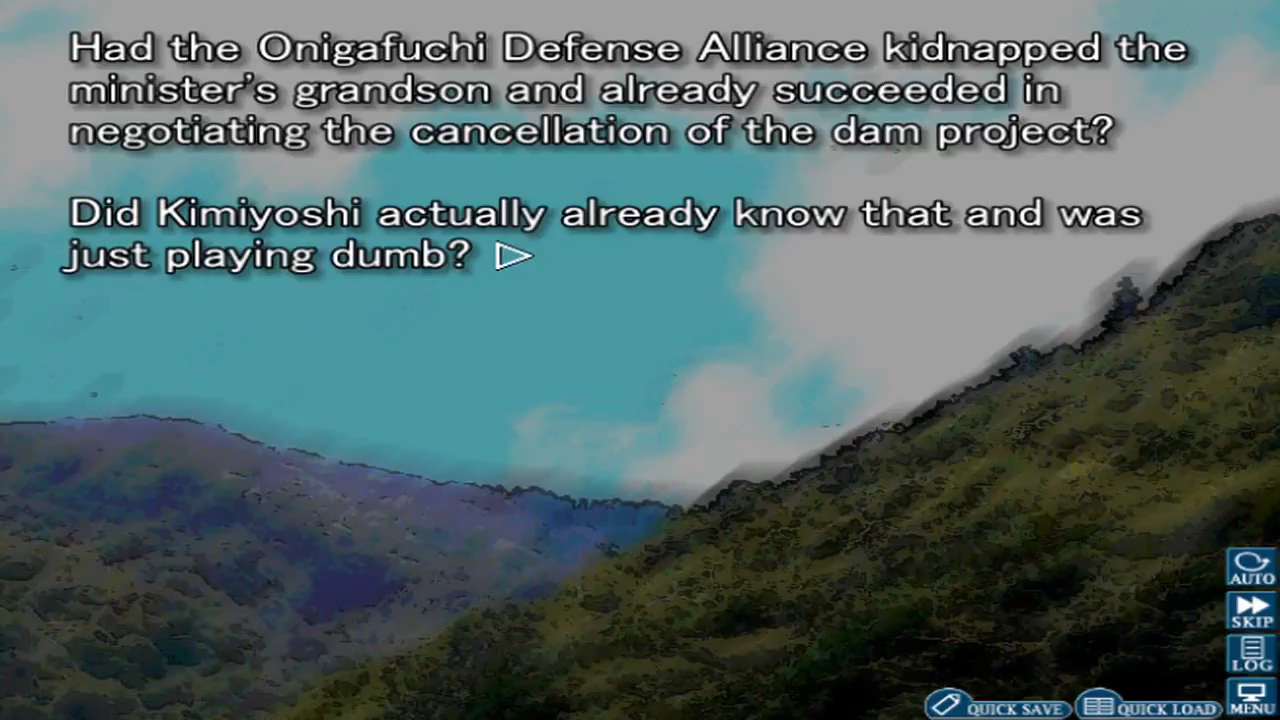 Had the Onigafuchi Defense Alliance kidnapped the
minister's grandson and already succeeded in
negotiating the cancellation of the dam project?
Did Kimiyoshi actually already know that and was
just playing dumb?
AUTO
SKIP
LOG
MENU
QUICK SAVE
QUICK LOAD